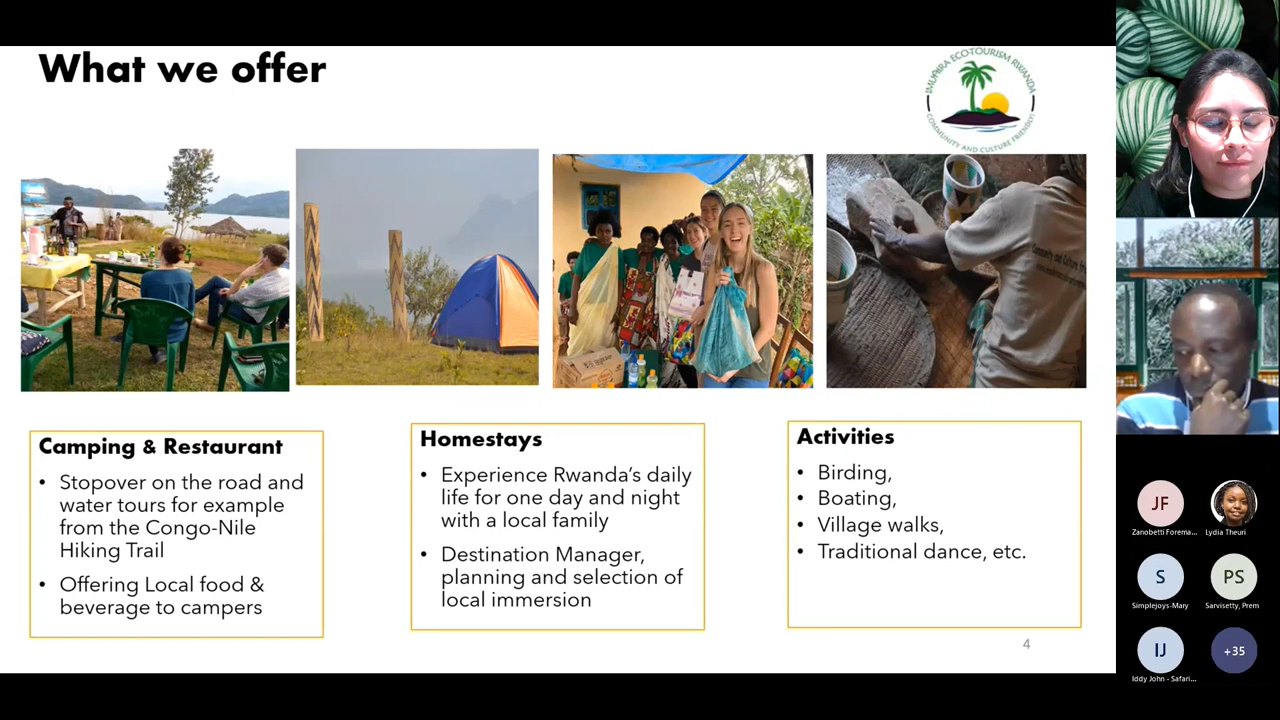 What we offer
IMUPIRA ECOTOURISM RWANDA
COMMUNITY AND CULTURE FRIENDLY!
Camping & Restaurant
• Stopover on the road and
water tours for example
from the Congo-Nile
Hiking Trail
• Offering Local food &
beverage to campers
Homestays
• Experience Rwanda's daily
life for one day and night
with a local family
• Destination Manager,
planning and selection of
local immersion
Activities
• Birding,
• Boating,
• Village walks,
• Traditional dance, etc.
4
JF
Zanobetti Forema...
Lydia Theuri
S
PS
Simplejoys-Mary
Sarvisetty, Prem
IJ
+35
Iddy John - Safari...